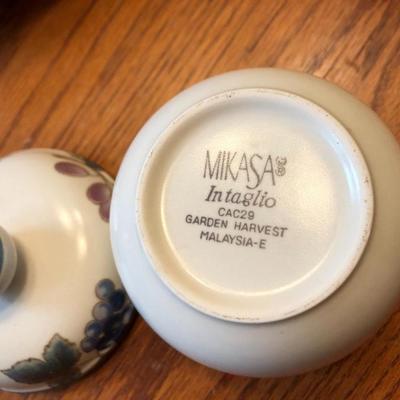 MIKASA
Intaglio
CAC29
GARDEN HARVEST
MALAYSIA-E